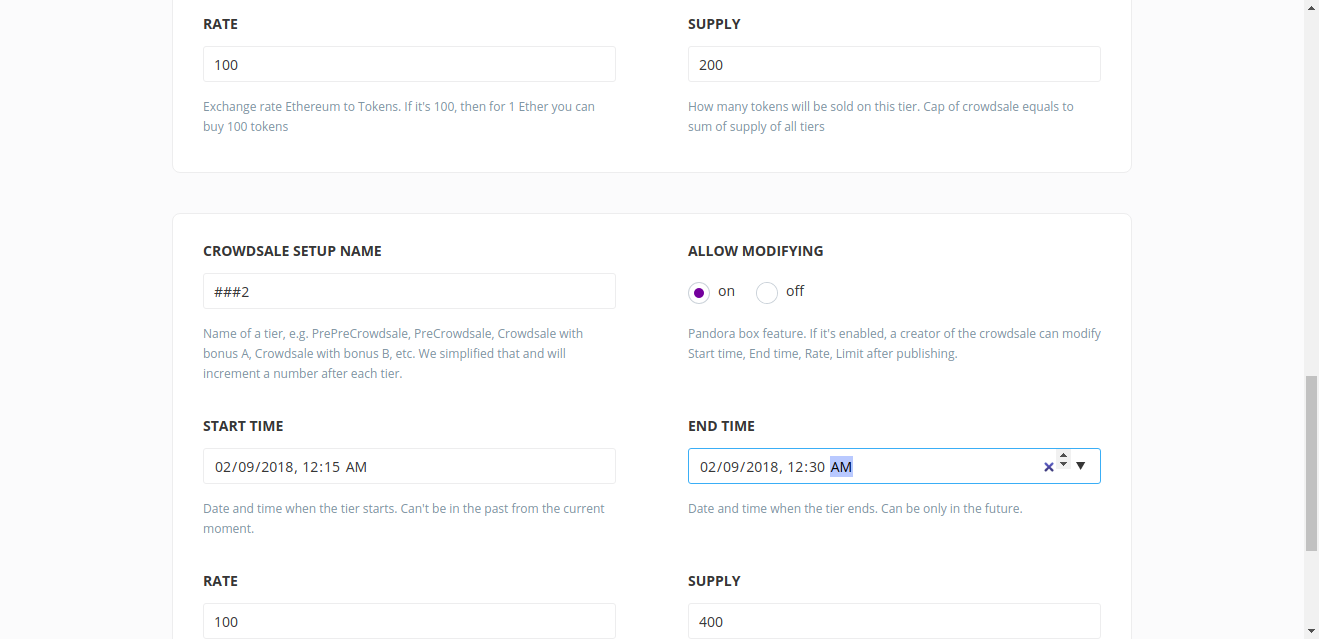 RATE
SUPPLY
100
200
Exchange rate Ethereum to Tokens. If it's 100, then for 1 Ether you can
buy 100 tokens
How many tokens will be sold on this tier. Cap of crowdsale equals to
sum of supply of all tiers
CROWDSALE SETUP NAME
ALLOW MODIFYING
###2
on
off
Name of a tier, e.g. PrePreCrowdsale, PreCrowdsale, Crowdsale with
bonus A, Crowdsale with bonus B, etc. We simplified that and will
increment a number after each tier.
Pandora box feature. If it's enabled, a creator of the crowdsale can modify
Start time, End time, Rate, Limit after publishing.
START TIME
END TIME
02/09/2018, 12:15 AM
02/09/2018, 12:30 AM
Date and time when the tier starts. Can't be in the past from the current
moment.
Date and time when the tier ends. Can be only in the future.
RATE
SUPPLY
100
400